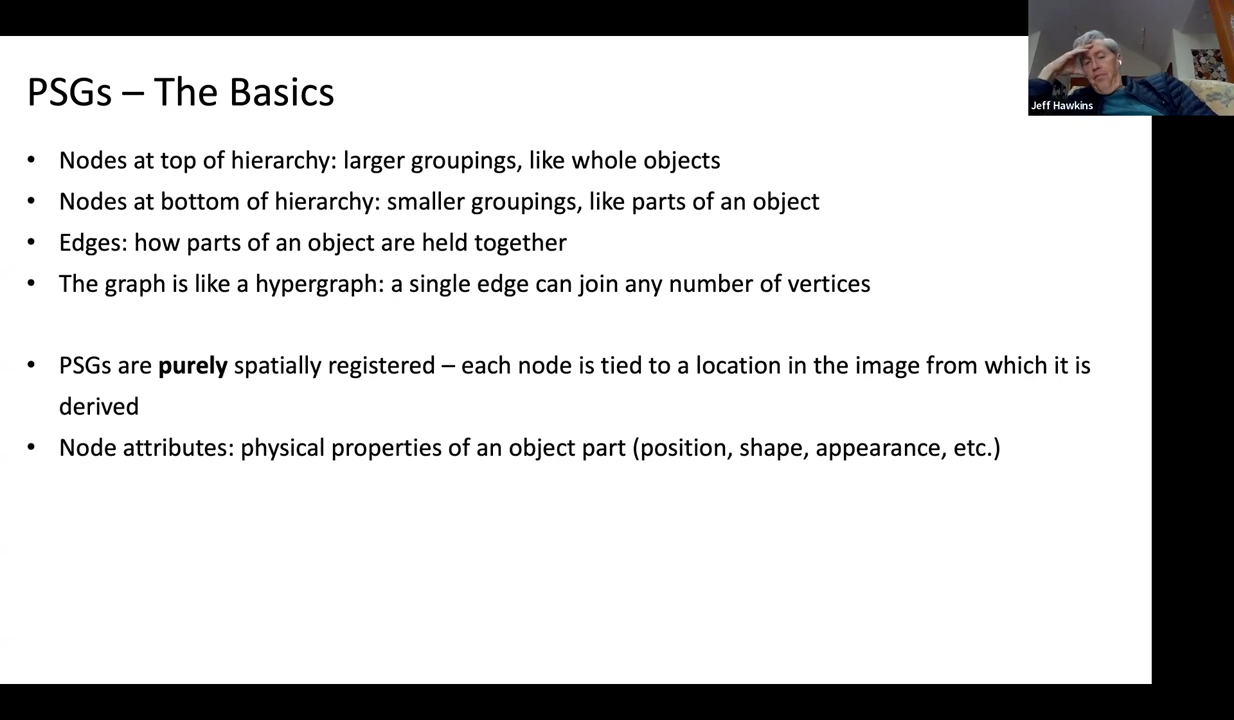 PSGs – The Basics
Jeff Hawkins
• Nodes at top of hierarchy: larger groupings, like whole objects
• Nodes at bottom of hierarchy: smaller groupings, like parts of an object
• Edges: how parts of an object are held together
• The graph is like a hypergraph: a single edge can join any number of vertices
• PSGs are purely spatially registered – each node is tied to a location in the image from which it is
derived
• Node attributes: physical properties of an object part (position, shape, appearance, etc.)